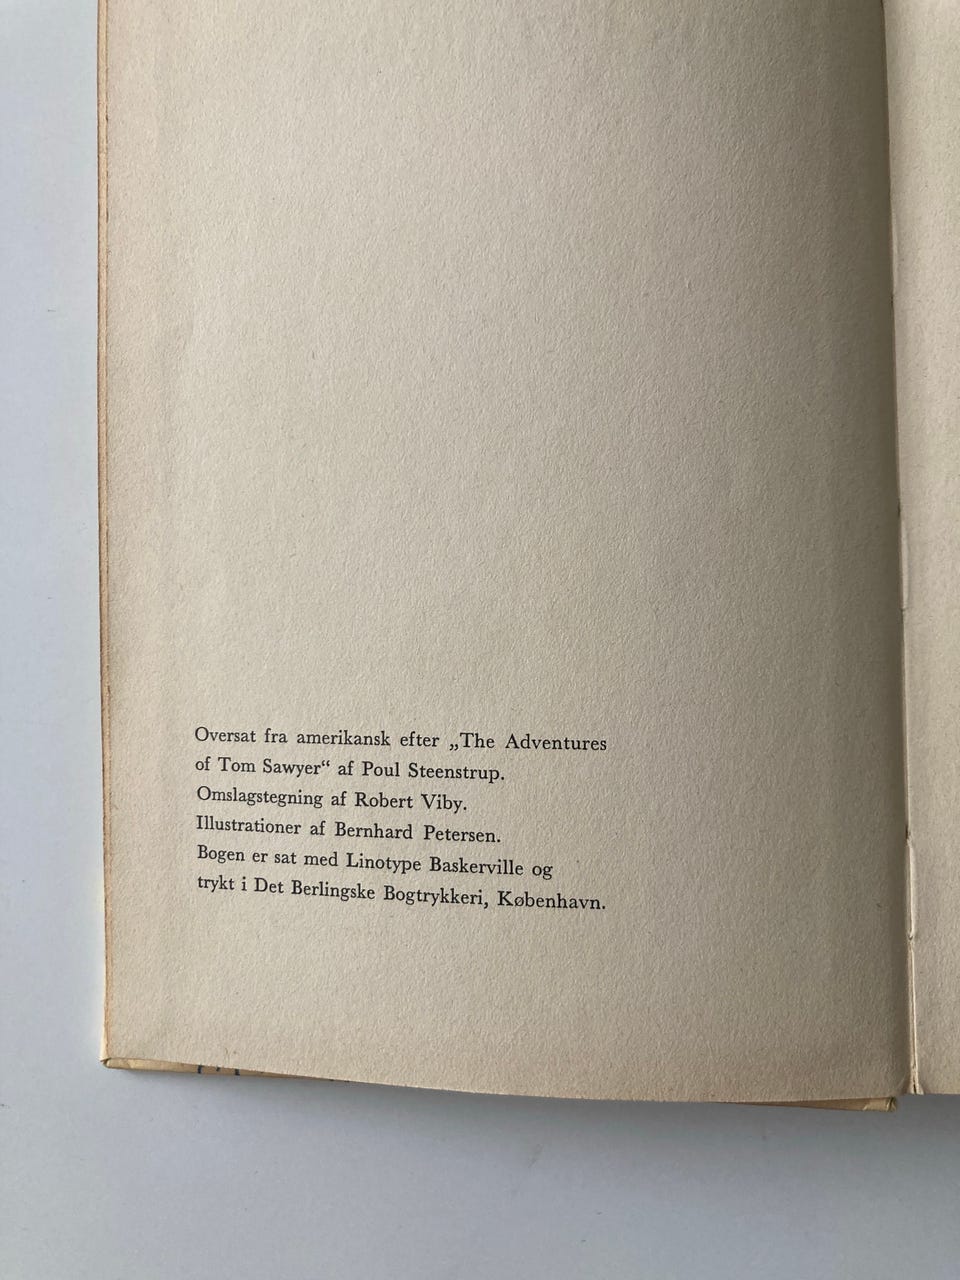 Oversat fra amerikansk efter „The Adventures
of Tom Sawyer“ af Poul Steenstrup.
Omslagstegning af Robert Viby.
Illustrationer af Bernhard Petersen.
Bogen er sat med Linotype Baskerville og
trykt i Det Berlingske Bogtrykkeri, København.